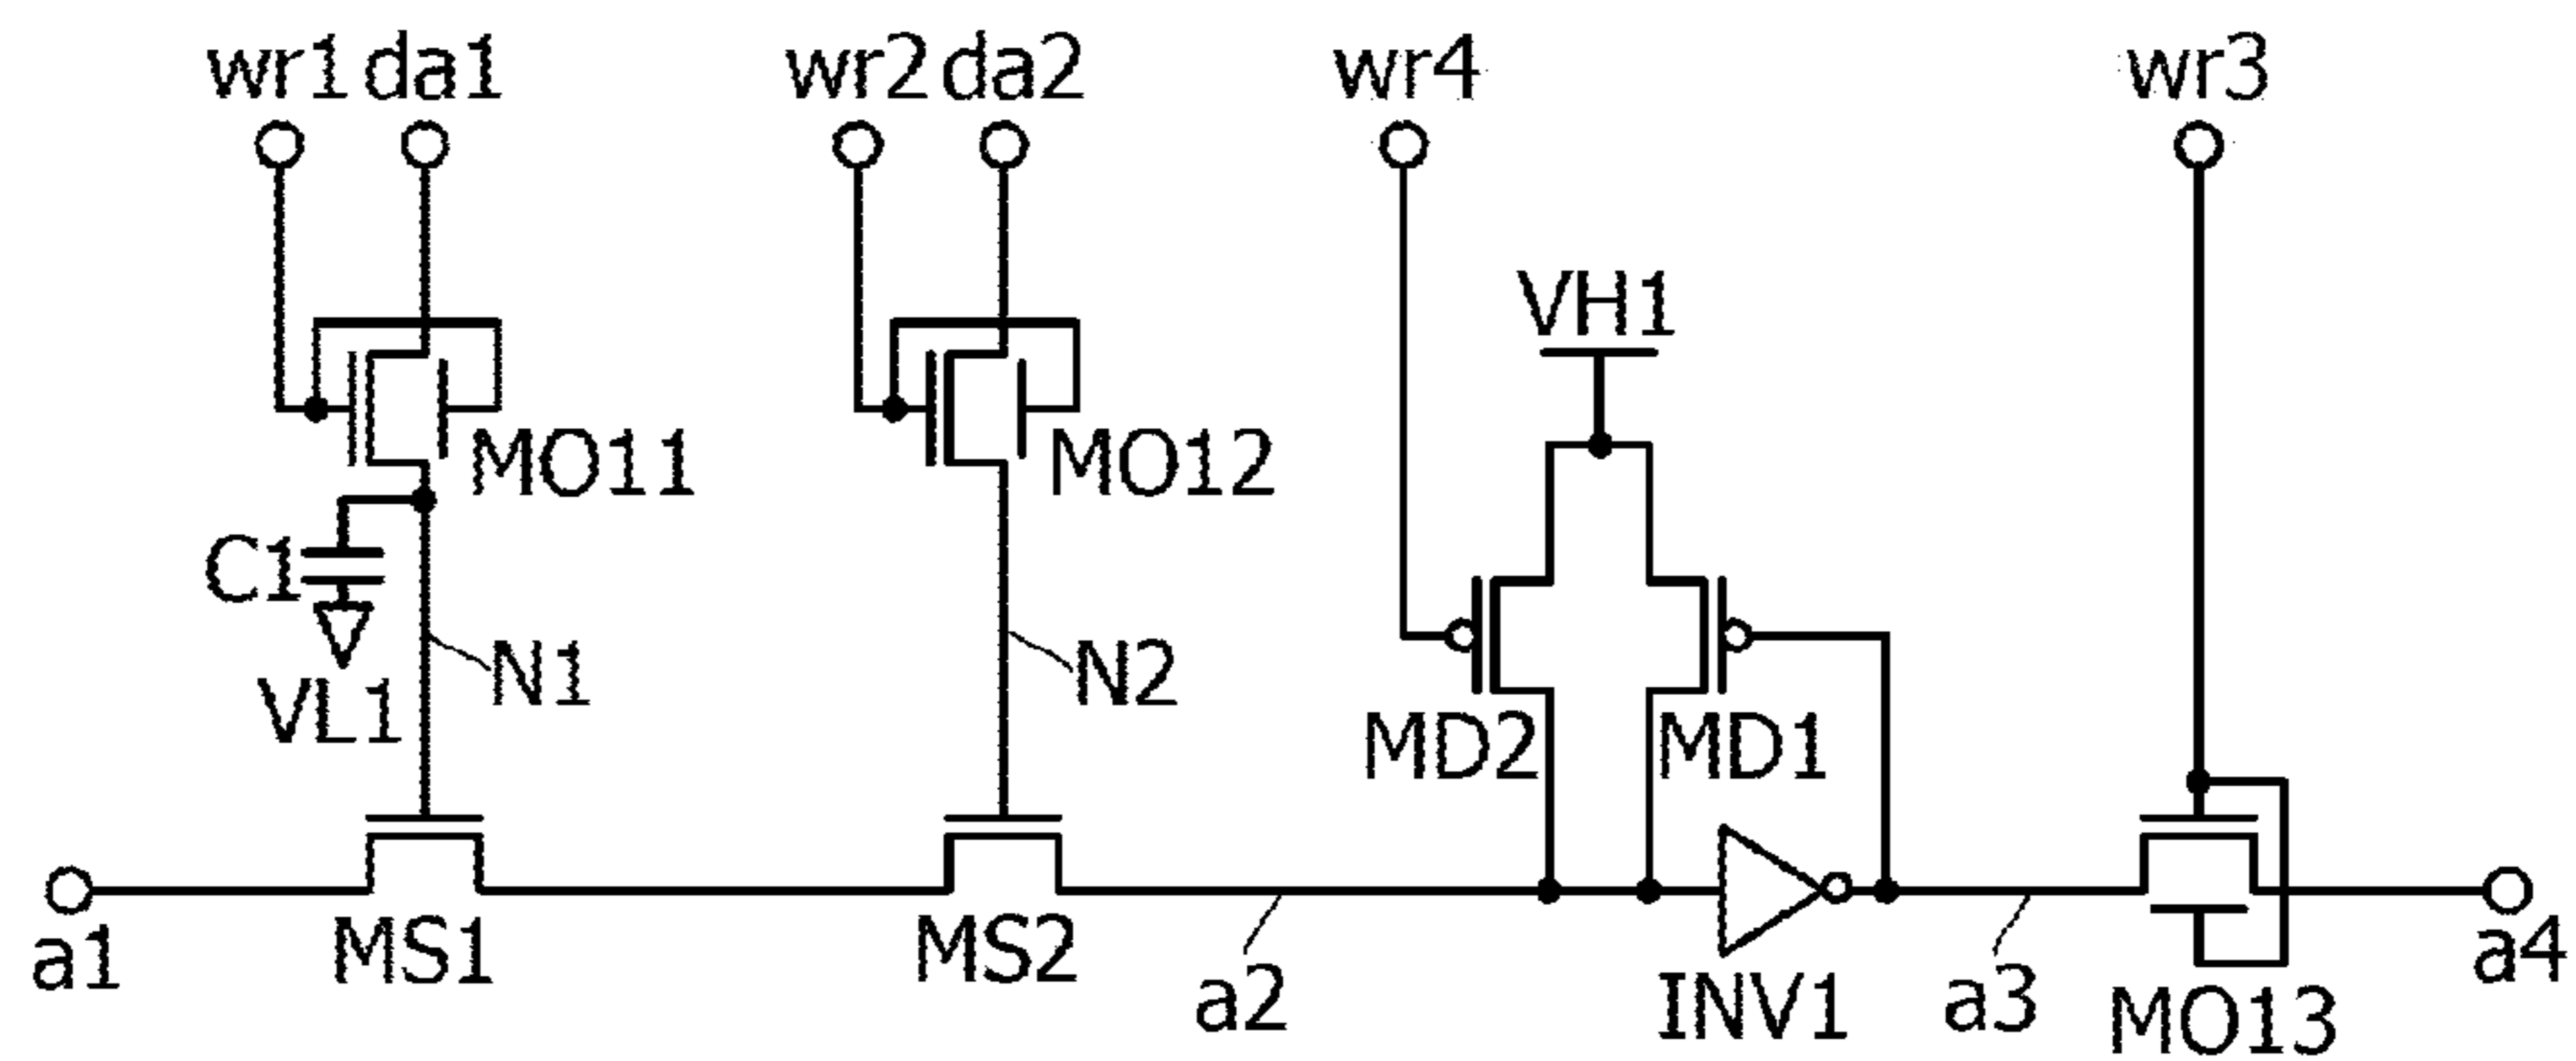 wr1 da1 wr2 da2 wr4 wr3
VH1
MO11 MO12
C1
N1 N2
VL1 MD2 MD1
a1 MS1 MS2 a2 INV1 a3 MO13 a4